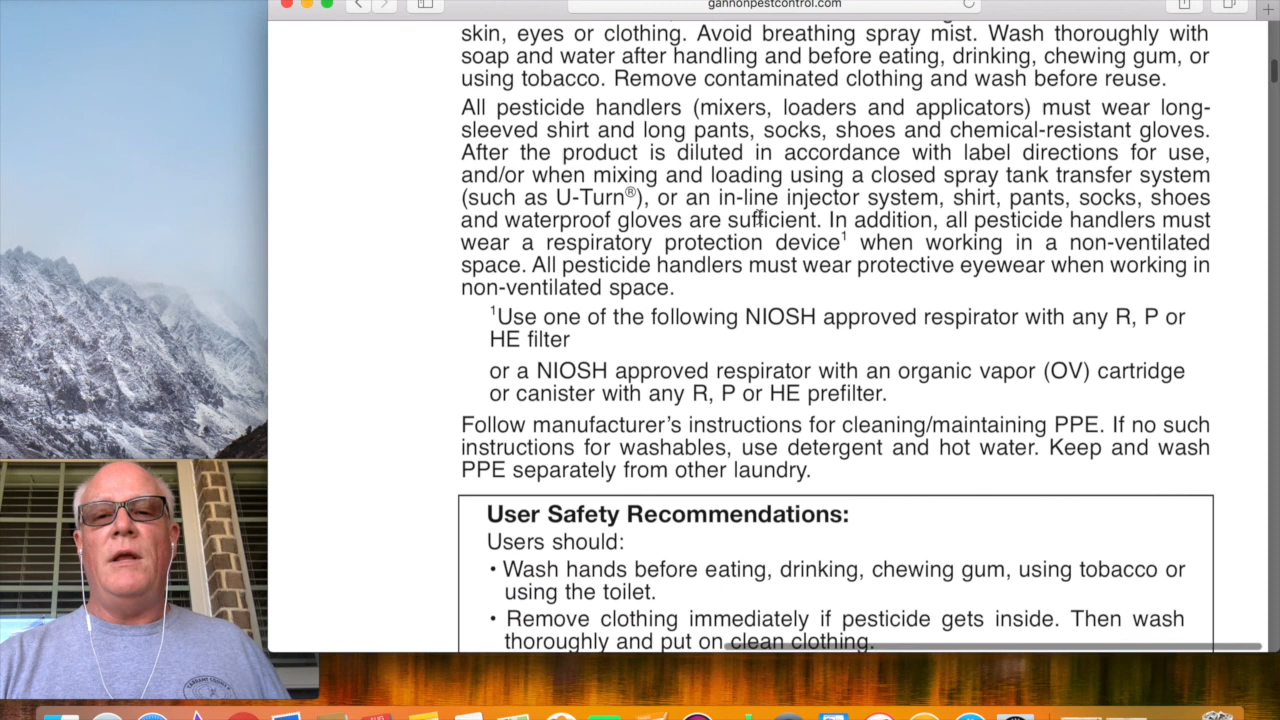 gannonpestcontrol.com
skin, eyes or clothing. Avoid breathing spray mist. Wash thoroughly with
soap and water after handling and before eating, drinking, chewing gum, or
using tobacco. Remove contaminated clothing and wash before reuse.
All pesticide handlers (mixers, loaders and applicators) must wear long-
sleeved shirt and long pants, socks, shoes and chemical-resistant gloves.
After the product is diluted in accordance with label directions for use,
and/or when mixing and loading using a closed spray tank transfer system
(such as U-Turn®), or an in-line injector system, shirt, pants, socks, shoes
and waterproof gloves are sufficient. In addition, all pesticide handlers must
wear a respiratory protection device¹ when working in a non-ventilated
space. All pesticide handlers must wear protective eyewear when working in
non-ventilated space.
¹Use one of the following NIOSH approved respirator with any R, P or
HE filter
or a NIOSH approved respirator with an organic vapor (OV) cartridge
or canister with any R, P or HE prefilter.
Follow manufacturer's instructions for cleaning/maintaining PPE. If no such
instructions for washables, use detergent and hot water. Keep and wash
PPE separately from other laundry.
User Safety Recommendations:
Users should:
• Wash hands before eating, drinking, chewing gum, using tobacco or
using the toilet.
• Remove clothing immediately if pesticide gets inside. Then wash
thoroughly and put on clean clothing.